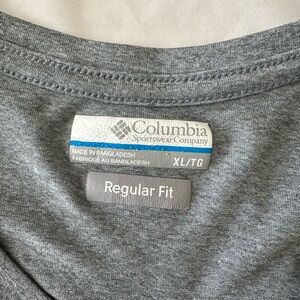 Columbia
Sportswear Company
MADE IN BANGLADESH
FABRIQUÉ AU BANGLADESH
XL/TG
Regular Fit